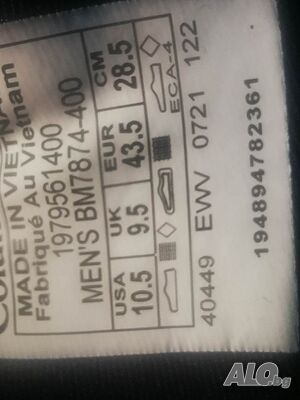 MADE IN VIETNAM
Fabriqué Au Vietnam
1979561400
MEN'S BM7874-400
USA UK EUR CM
10.5 9.5 43.5 28.5
ECA-4
40449 EWV 0721 122
194894782361
ALO.bg